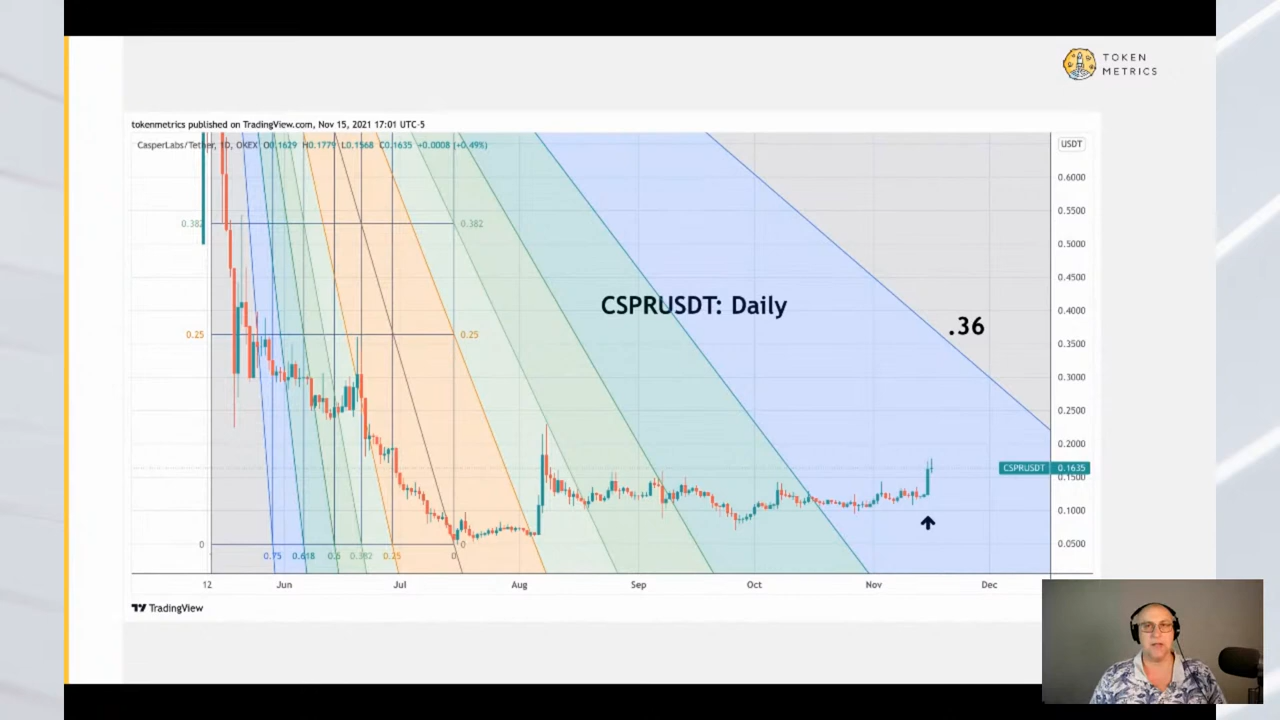 TOKEN
METRICS
tokenmetrics published on TradingView.com, Nov 15, 2021 17:01 UTC-5
CasperLabs/Tether, 1D, OKEX O0.1629 H0.1779 L0.1568 C0.1635 +0.0008 (+0.49%)
USDT
0.6000
0.5500
0.382 0.382
0.5000
0.4500
CSPRUSDT: Daily
0.4000
.36
0.25 0.25
0.3500
0.3000
0.2500
0.2000
CSPRUSDT 0.1635
0.1500
0.1000
0 0
0.0500
0.75 0.618 0.5 0.382 0.25 0
12 Jun Jul Aug Sep Oct Nov Dec
TradingView